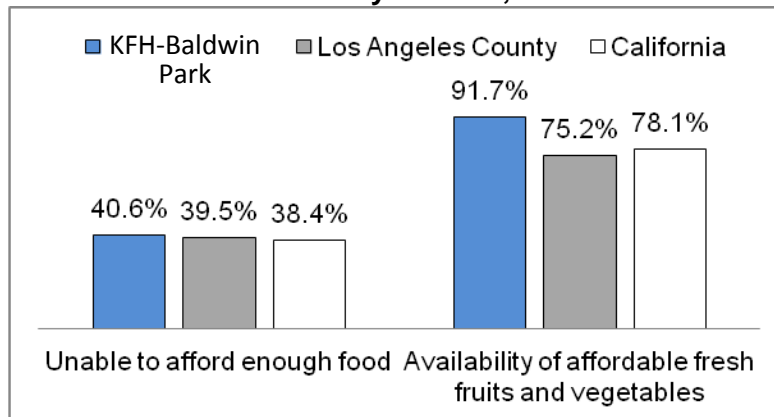 KFH-Baldwin Park
Los Angeles County
California
91.7%
75.2%
78.1%
40.6%
39.5%
38.4%
Unable to afford enough food
Availability of affordable fresh
fruits and vegetables